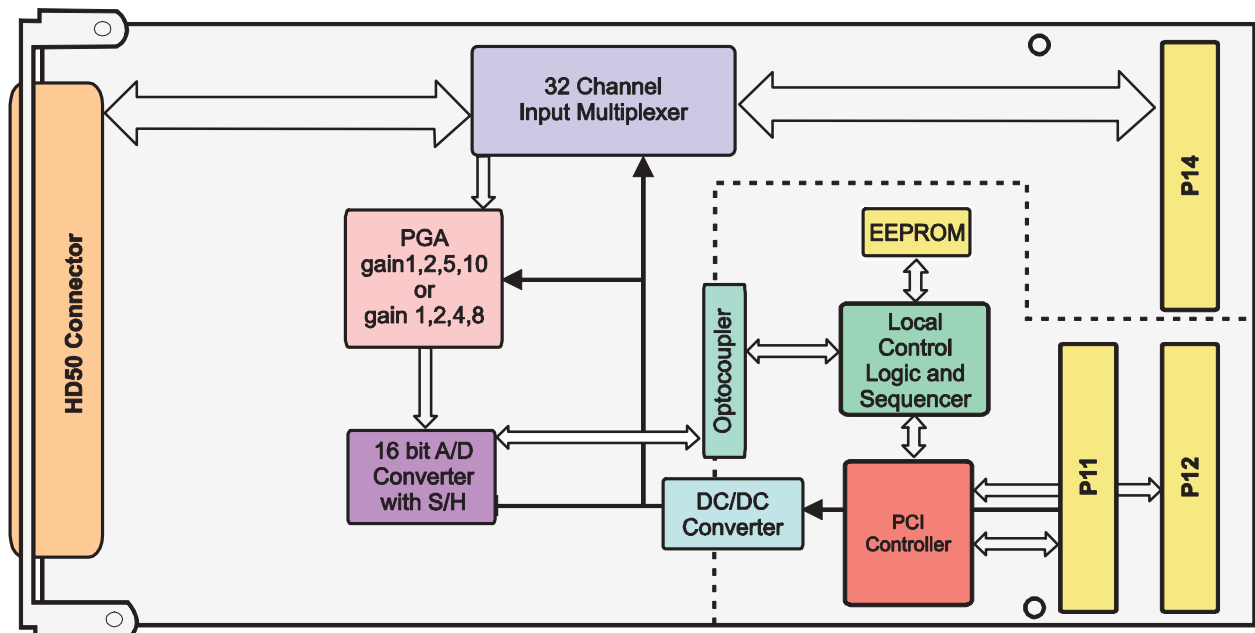 HD50 Connector
32 Channel
Input Multiplexer
P14
PGA
gain1,2,5,10
or
gain 1,2,4,8
EEPROM
Optocoupler
Local
Control
Logic and
Sequencer
16 bit A/D
Converter
with S/H
DC/DC
Converter
PCI
Controller
P11
P12